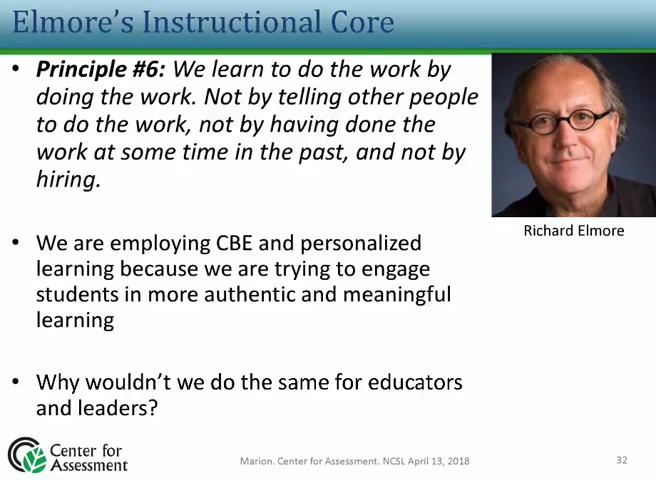 Elmore's Instructional Core
• Principle #6: We learn to do the work by
doing the work. Not by telling other people
to do the work, not by having done the
work at some time in the past, and not by
hiring.
Richard Elmore
• We are employing CBE and personalized
learning because we are trying to engage
students in more authentic and meaningful
learning
• Why wouldn't we do the same for educators
and leaders?
Center for
Assessment
Marion. Center for Assessment. NCSL April 13, 2018
32